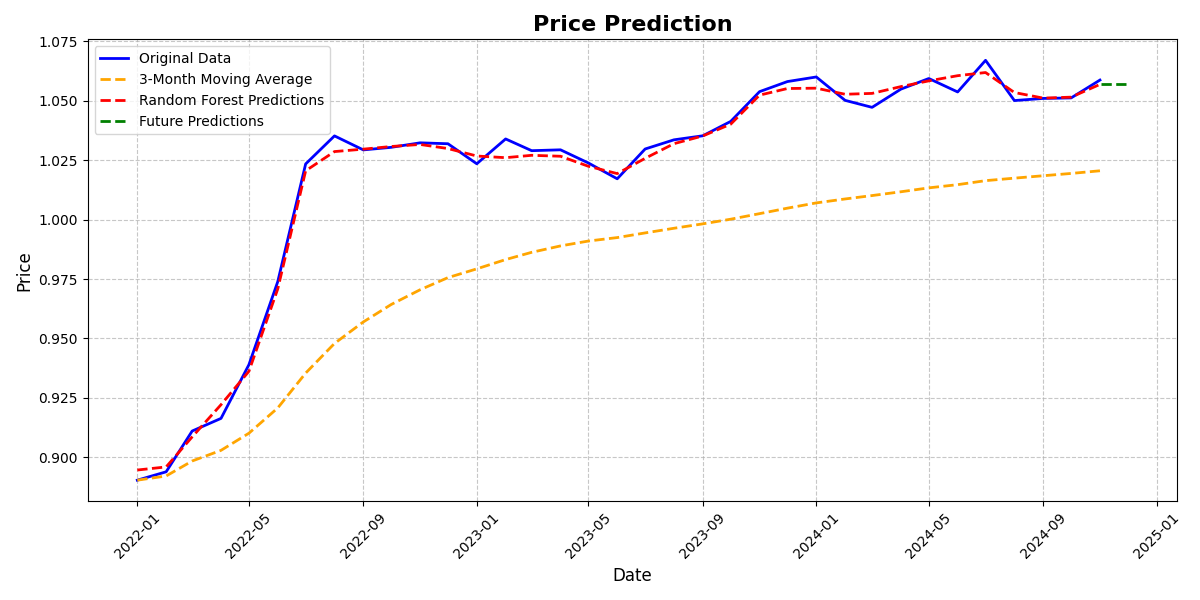 Price Prediction
Original Data
3-Month Moving Average
Random Forest Predictions
Future Predictions
Price
1.075
1.050
1.025
1.000
0.975
0.950
0.925
0.900
2022-01
2022-05
2022-09
2023-01
2023-05
2023-09
2024-01
2024-05
2024-09
2025-01
Date